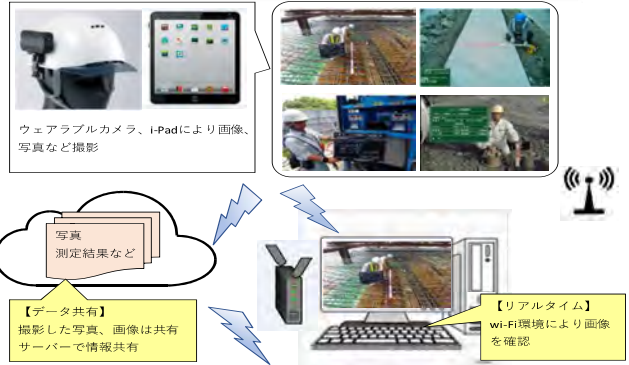 ウェアラブルカメラ、i-Padにより画像、
写真など撮影
写真
測定結果など
【データ共有】
撮影した写真、画像は共有
サーバーで情報共有
【リアルタイム】
wi-Fi環境により画像
を確認